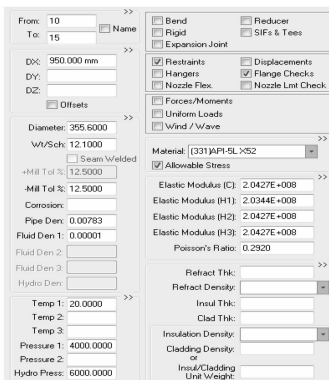 >>
From: 10
Name
To: 15
>>
DX: 950.000 mm
DY:
DZ:
Offsets
>>
Diameter: 355.6000
Wt/Sch: 12.1000
Seam Welded
+Mill Tol %: 12.5000
-Mill Tol %: 12.5000
Corrosion:
Pipe Den: 0.00783
Fluid Den 1: 0.00001
Fluid Den 2:
Fluid Den 3:
Hydro Den:
>>
Temp 1: 20.0000
Temp 2:
Temp 3:
Pressure 1: 4000.0000
Pressure 2:
Hydro Press: 6000.0000
Bend
Reducer
Rigid
SIFs & Tees
Expansion Joint
Restraints
Displacements
Hangers
Flange Checks
Nozzle Flex.
Nozzle Lmt Check
Forces/Moments
Uniform Loads
Wind / Wave
>>
Material: (331)API-5L X52
Allowable Stress
>>
Elastic Modulus (C): 2.0427E+008
Elastic Modulus (H1): 2.0344E+008
Elastic Modulus (H2): 2.0427E+008
Elastic Modulus (H3): 2.0427E+008
Poisson's Ratio: 0.2920
>>
Refract Thk:
Refract Density:
Insul Thk:
Clad Thk:
Insulation Density:
Cladding Density:
or
Insul/Cladding
Unit Weight: